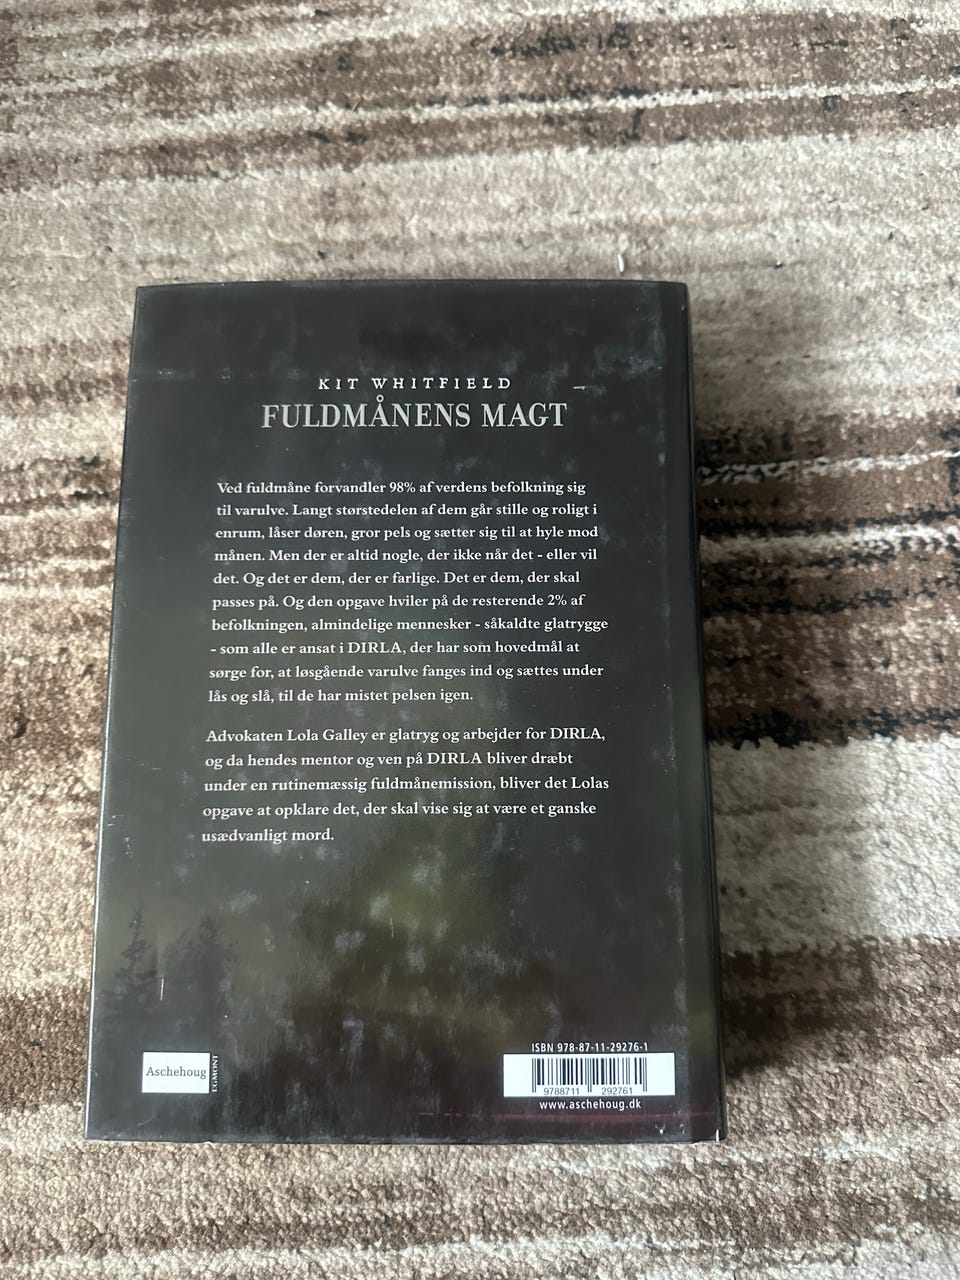 KIT WHITFIELD
FULDMÅNENS MAGT
Ved fuldmåne forvandler 98% af verdens befolkning sig
til varulve. Langt størstedelen af dem går stille og roligt i
enrum, låser døren, gror pels og sætter sig til at hyle mod
månen. Men der er altid nogle, der ikke når det - eller vil
det. Og det er dem, der er farlige. Det er dem, der skal
passes på. Og den opgave hviler på de resterende 2% af
befolkningen, almindelige mennesker - såkaldte glatrygge
- som alle er ansat i DIRLA, der har som hovedmål at
sørge for, at løsgående varulve fanges ind og sættes under
lås og slå, til de har mistet pelsen igen.
Advokaten Lola Galley er glatryg og arbejder for DIRLA,
og da hendes mentor og ven på DIRLA bliver dræbt
under en rutinemæssig fuldmånemission, bliver det Lolas
opgave at opklare det, der skal vise sig at være et ganske
usædvanligt mord.
Aschehoug
EGMONT
ISBN 978-87-11-29276-1
9788711 292761
www.aschehoug.dk